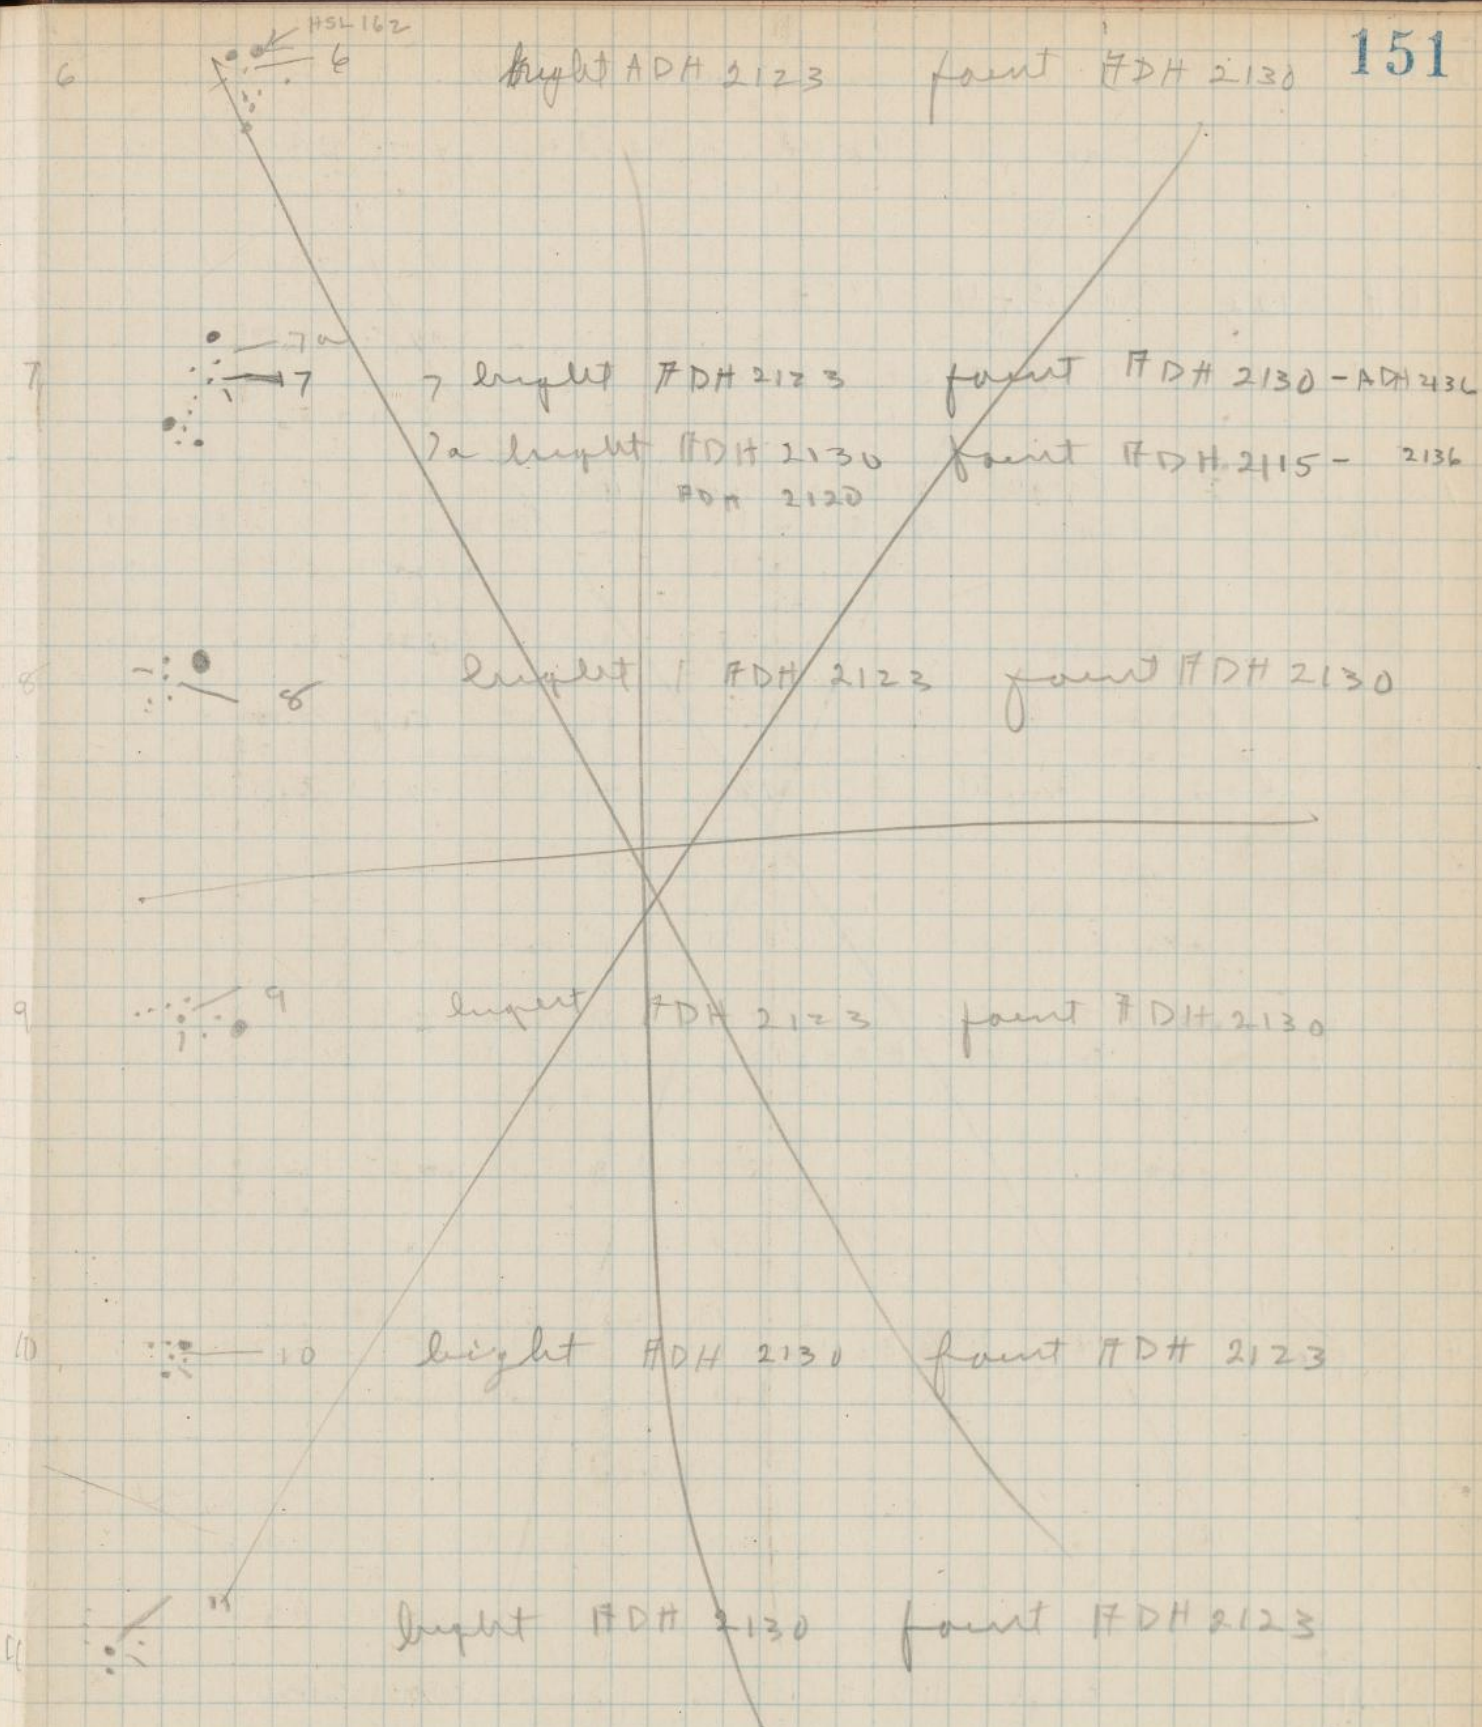 151
HSL 162
6 6 bright ADH 2123 faint ADH 2130
7a
7 7 7 bright ADH 2123 faint ADH 2130 - ADH 2136
7a bright ADH 2130 faint ADH 2115 - 2136
ADH 2120
8 8 bright ADH 2123 faint ADH 2130
9 9 bright ADH 2123 faint ADH 2130
10 10 bright ADH 2130 faint ADH 2123
11 11 bright ADH 2130 faint ADH 2123